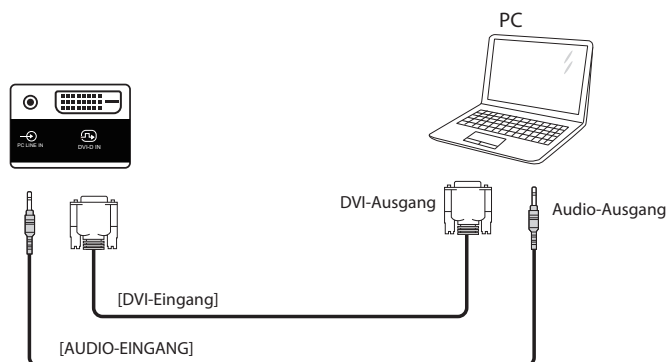 PC
PC LINE IN
DVI-D IN
DVI-Ausgang
Audio-Ausgang
[DVI-Eingang]
[AUDIO-EINGANG]